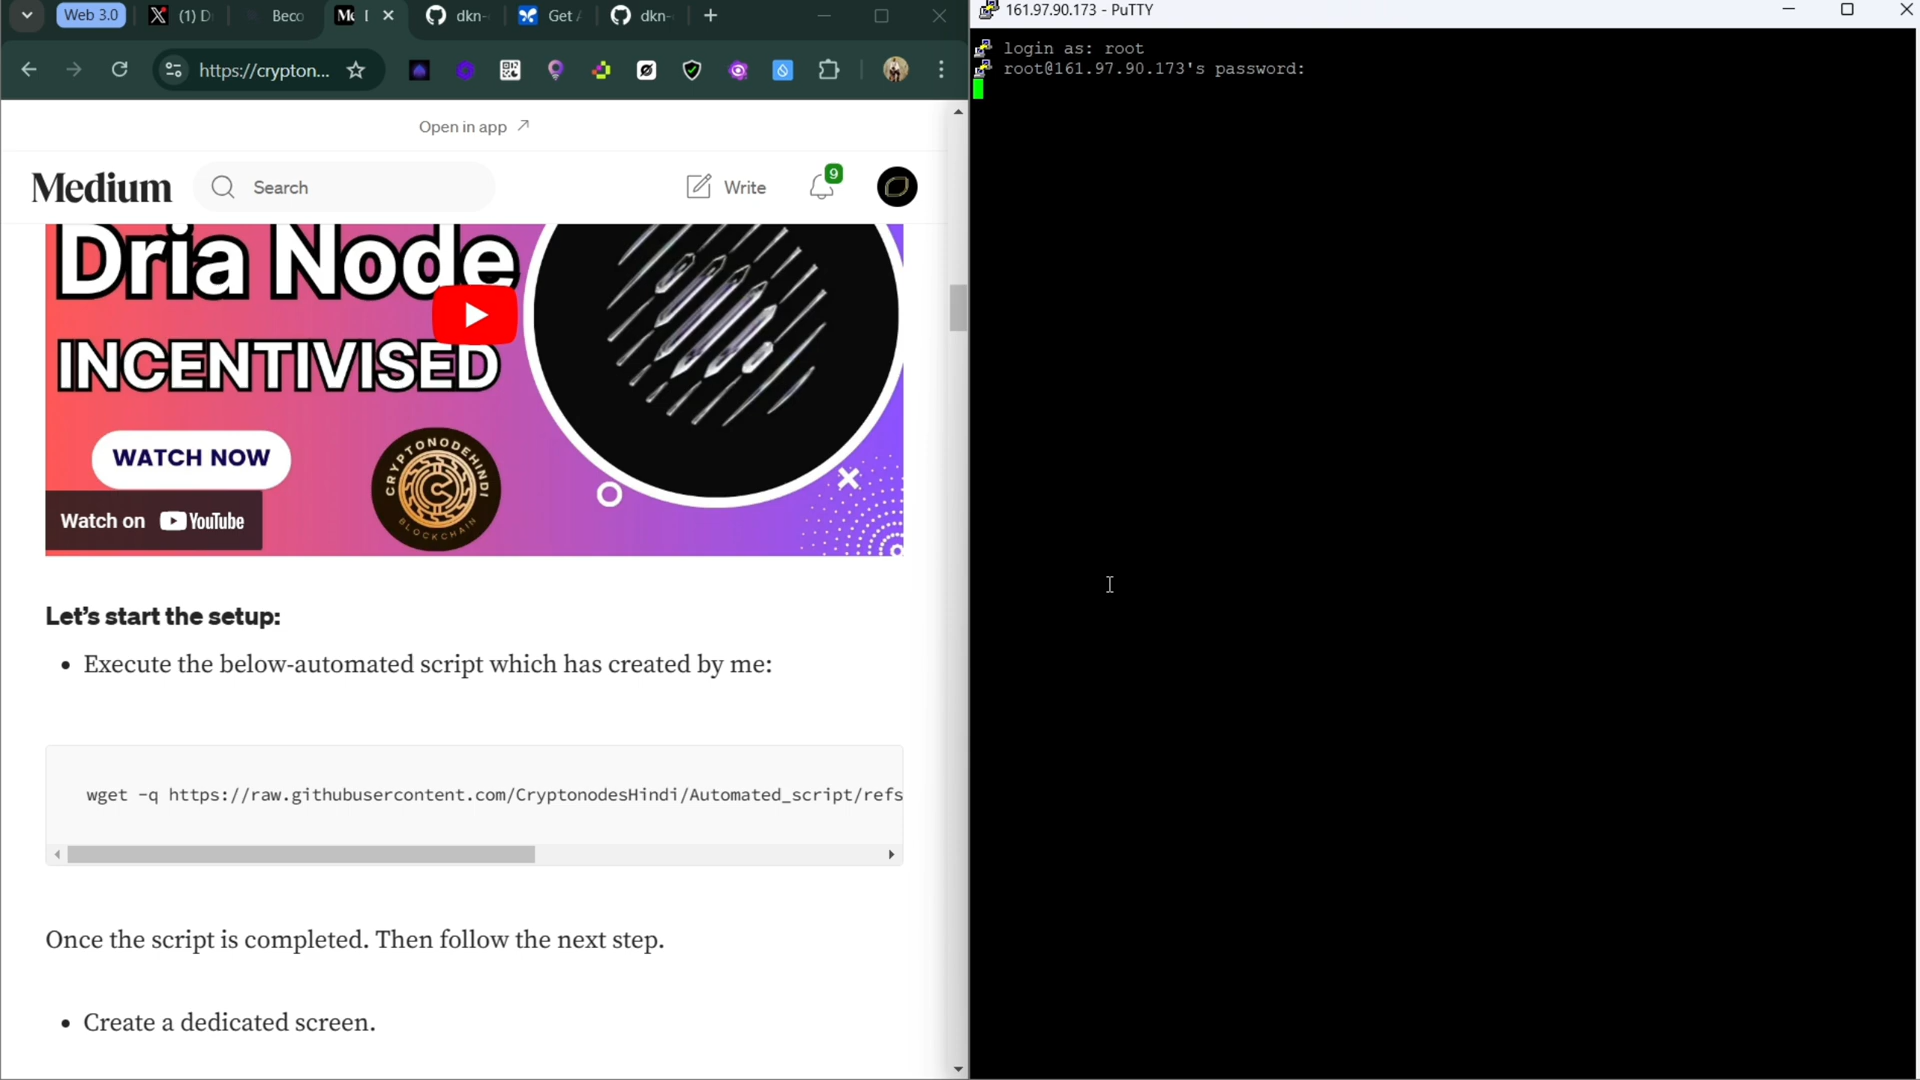 Web 3.0
(1) D
Beco
dkn-
Get
dkn-
https://crypton...
Open in app
Medium
Search
Write
9
Dria Node
INCENTIVISED
WATCH NOW
CRYPTONODEHINDI
BLOCKCHAIN
Watch on YouTube
Let's start the setup:
• Execute the below-automated script which has created by me:
wget -q https://raw.githubusercontent.com/CryptonodesHindi/Automated_script/refs
Once the script is completed. Then follow the next step.
• Create a dedicated screen.
161.97.90.173 - PuTTY
login as: root
root@161.97.90.173's password: